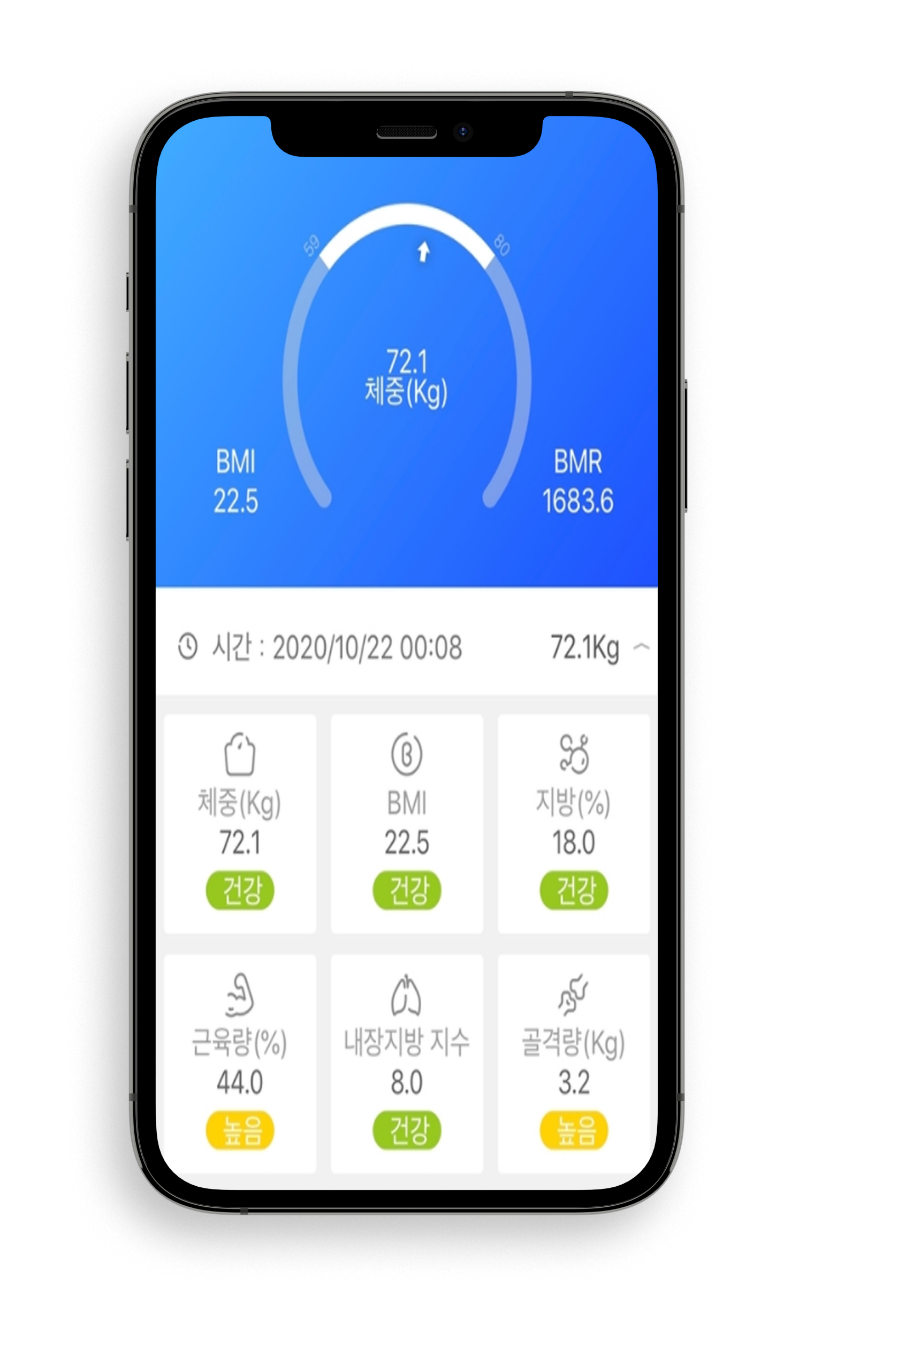 59
80
72.1
체중(Kg)
BMI
22.5
BMR
1683.6
시간 : 2020/10/22 00:08
72.1Kg
체중(Kg)
72.1
건강
BMI
22.5
건강
지방(%)
18.0
건강
근육량(%)
44.0
높음
내장지방 지수
8.0
건강
골격량(Kg)
3.2
높음